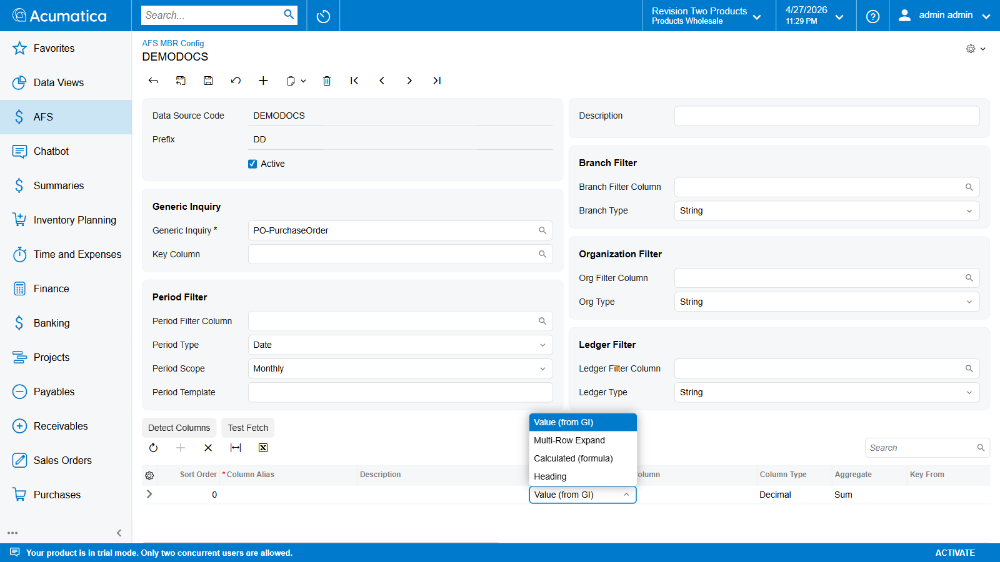 Acumatica
Search...
Revision Two Products
Products Wholesale
4/27/2026
11:29 PM
admin admin
Favorites
Data Views
AFS
Chatbot
Summaries
Inventory Planning
Time and Expenses
Finance
Banking
Projects
Payables
Receivables
Sales Orders
Purchases
AFS MBR Config
DEMODOCS
Data Source Code
DEMODOCS
Prefix
DD
Active
Generic Inquiry
Generic Inquiry *
PO-PurchaseOrder
Key Column
Period Filter
Period Filter Column
Period Type
Date
Period Scope
Monthly
Period Template
Description
Branch Filter
Branch Filter Column
Branch Type
String
Organization Filter
Org Filter Column
Org Type
String
Ledger Filter
Ledger Filter Column
Ledger Type
String
Detect Columns
Test Fetch
Search
Value (from GI)
Multi-Row Expand
Calculated (formula)
Heading
Sort Order
* Column Alias
Description
olumn
Column Type
Aggregate
Key From
0
Value (from GI)
Decimal
Sum
Your product is in trial mode. Only two concurrent users are allowed.
ACTIVATE